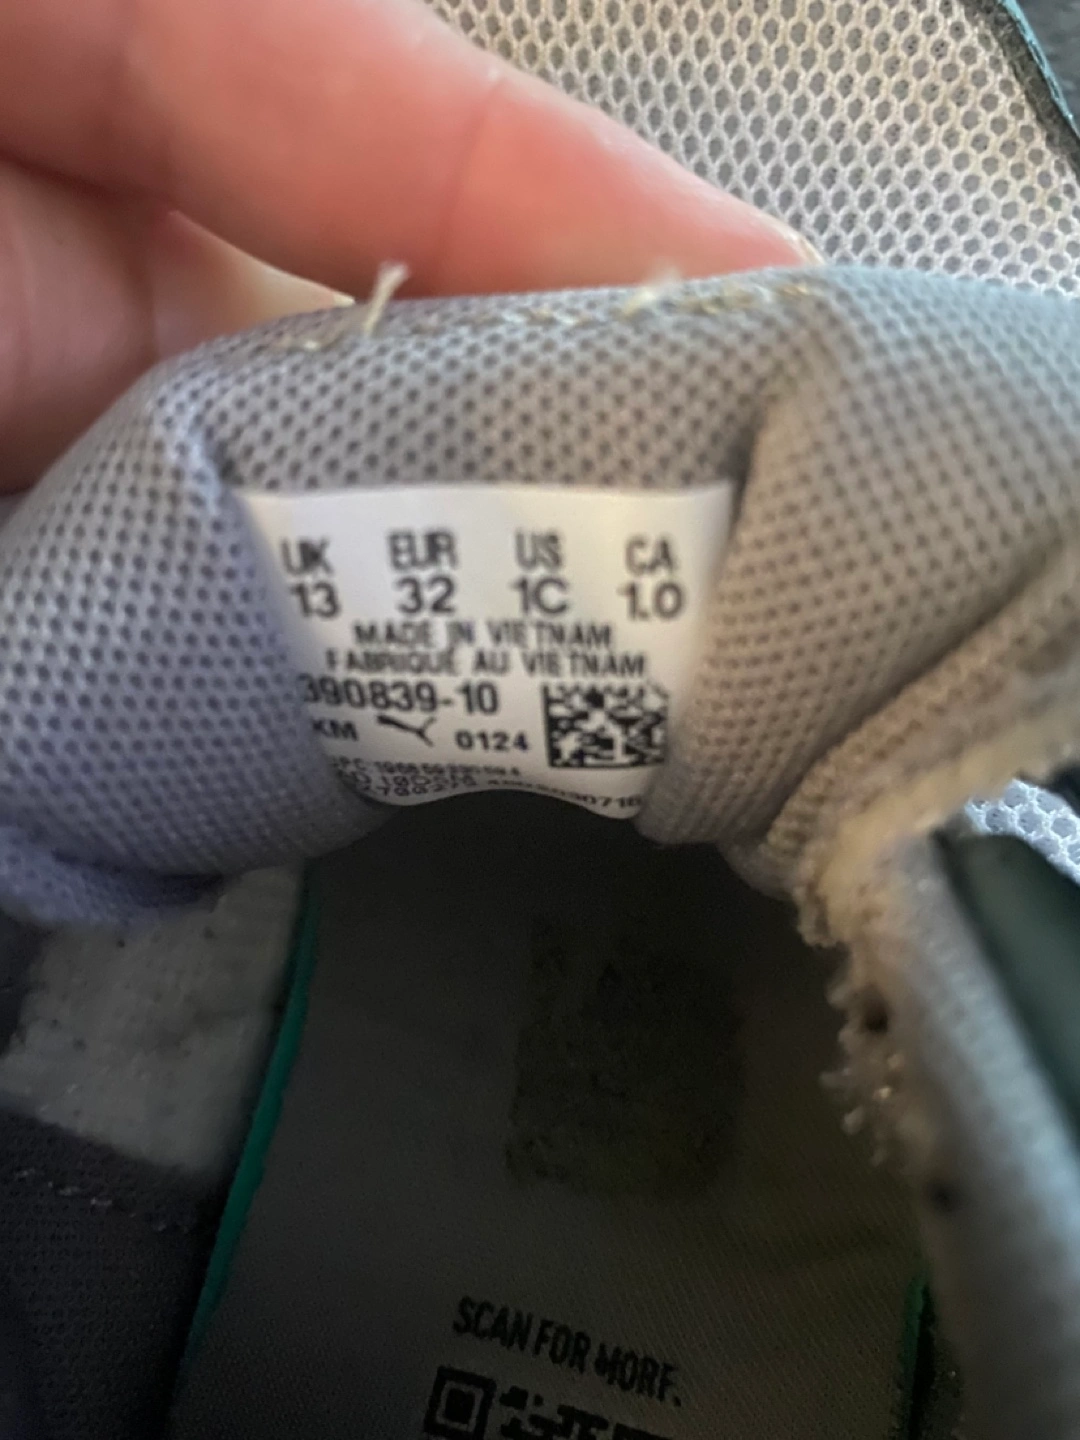 UK EUR US CA
13 32 1C 1.0
MADE IN VIETNAM
FABRIQUÉ AU VIETNAM
390839-10
KM 0124
SCAN FOR MORE.